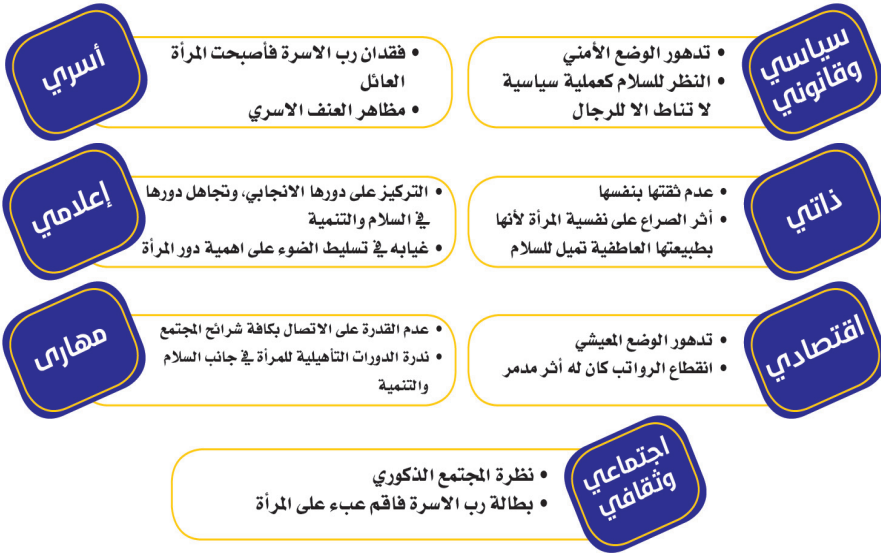 سياسي
وقانوني
• تدهور الوضع الأمني
• النظر للسلام كعملية سياسية
لا تناط الا للرجال
أسري
• فقدان رب الاسرة فأصبحت المرأة
العائل
• مظاهر العنف الاسري
ذاتي
• عدم ثقتها بنفسها
• أثر الصراع على نفسية المرأة لأنها
بطبيعتها العاطفية تميل للسلام
إعلامي
• التركيز على دورها الانجابي، وتجاهل دورها
في السلام والتنمية
• غيابه في تسليط الضوء على اهمية دور المرأة
اقتصادي
• تدهور الوضع المعيشي
• انقطاع الرواتب كان له أثر مدمر
مهارى
• عدم القدرة على الاتصال بكافة شرائح المجتمع
• ندرة الدورات التأهيلية للمرأة في جانب السلام
والتنمية
اجتماعي
وثقافي
• نظرة المجتمع الذكوري
• بطالة رب الاسرة فاقم عبء على المرأة